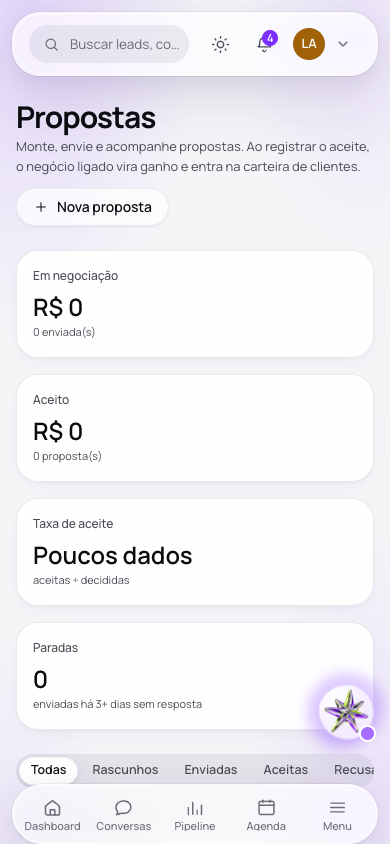 Buscar leads, co...
4
LA
Propostas
Monte, envie e acompanhe propostas. Ao registrar o aceite,
o negócio ligado vira ganho e entra na carteira de clientes.
+ Nova proposta
Em negociação
R$ 0
0 enviada(s)
Aceito
R$ 0
0 proposta(s)
Taxa de aceite
Poucos dados
aceitas ÷ decididas
Paradas
0
enviadas há 3+ dias sem resposta
Todas Rascunhos Enviadas Aceitas Recusa
Dashboard Conversas Pipeline Agenda Menu